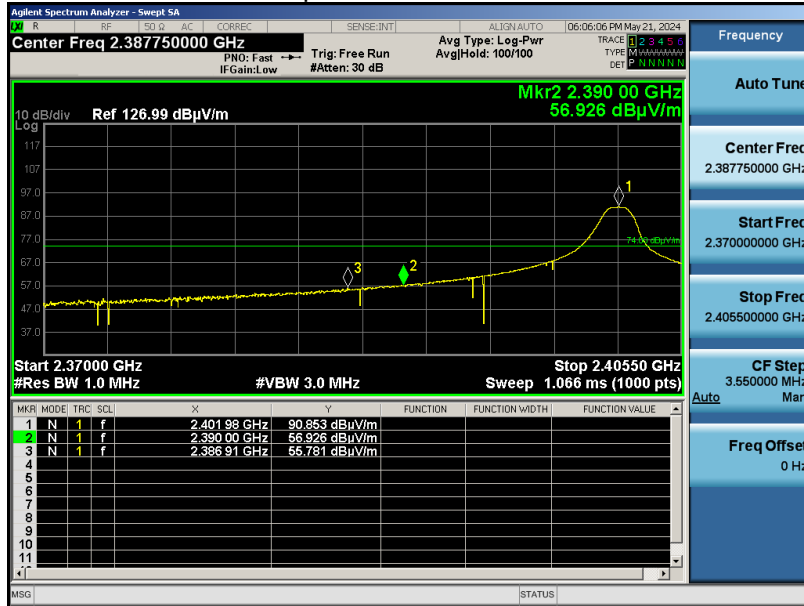 Agilent Spectrum Analyzer - Swept SA
LXI R RF 50 Ω AC CORREC SENSE:INT ALIGN AUTO 06:06:06 PM May 21, 2024
Center Freq 2.387750000 GHz
PNO: Fast
IFGain:Low
Trig: Free Run
#Atten: 30 dB
Avg Type: Log-Pwr
Avg|Hold: 100/100
TRACE 1 2 3 4 5 6
TYPE M
DET P N N N N N
Mkr2 2.390 00 GHz
56.926 dBµV/m
10 dB/div Ref 126.99 dBµV/m
Log
117
107
97.0
87.0
77.0
67.0
57.0
47.0
37.0
1
74.00 dBµV/m
3
2
Start 2.37000 GHz Stop 2.40550 GHz
#Res BW 1.0 MHz #VBW 3.0 MHz Sweep 1.066 ms (1000 pts)
MKR MODE TRC SCL X Y FUNCTION FUNCTION WIDTH FUNCTION VALUE
1 N 1 f 2.401 98 GHz 90.853 dBµV/m
2 N 1 f 2.390 00 GHz 56.926 dBµV/m
3 N 1 f 2.386 91 GHz 55.781 dBµV/m
4
5
6
7
8
9
10
11
MSG STATUS
Frequency
Auto Tune
Center Freq
2.387750000 GHz
Start Freq
2.370000000 GHz
Stop Freq
2.405500000 GHz
CF Step
3.550000 MHz
Auto Man
Freq Offset
0 Hz